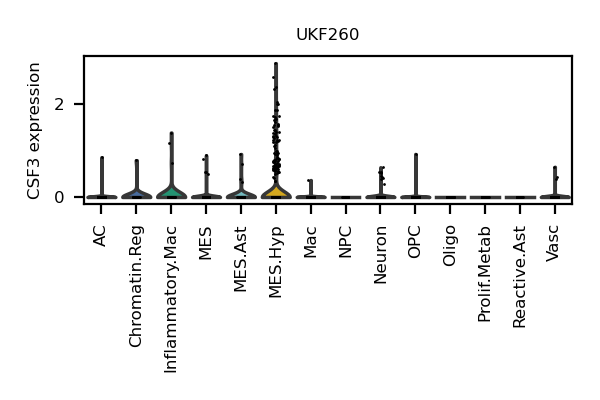 UKF260
CSF3 expression
2
0
AC
Chromatin.Reg
Inflammatory.Mac
MES
MES.Ast
MES.Hyp
Mac
NPC
Neuron
OPC
Oligo
Prolif.Metab
Reactive.Ast
Vasc